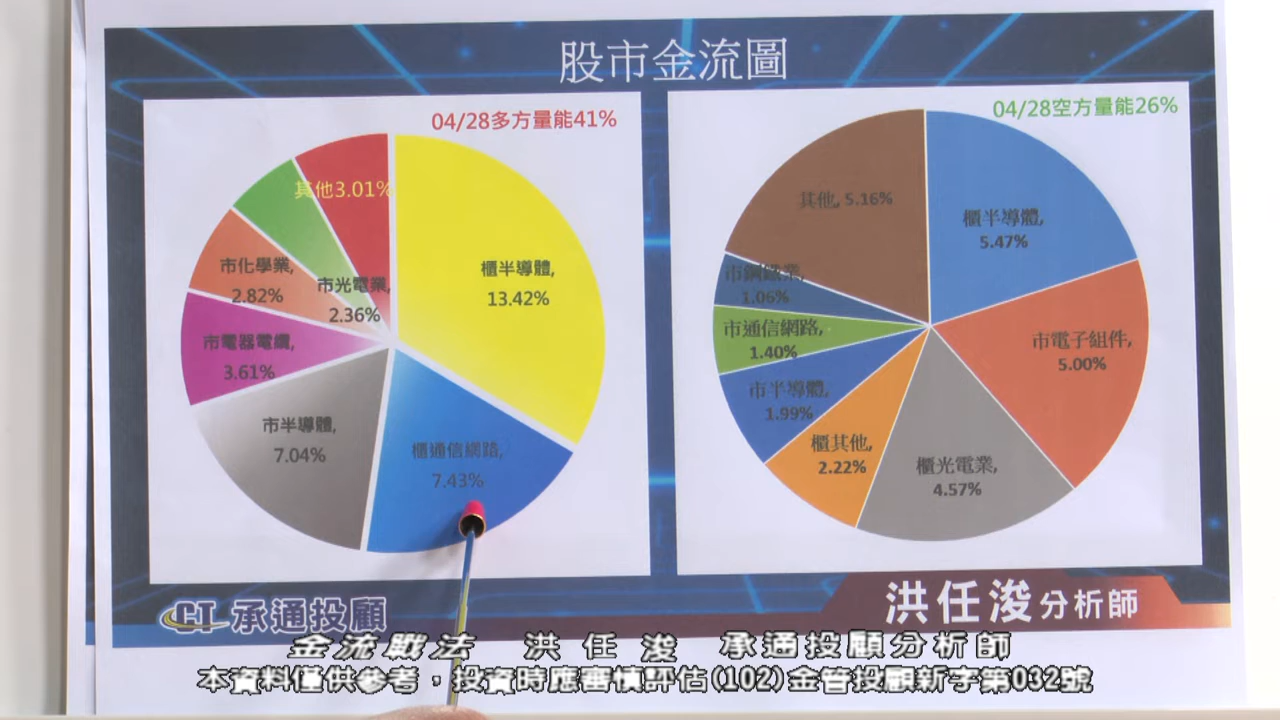 股市金流圖
04/28多方量能41%
其他3.01%
櫃半導體,
13.42%
市化學業,
2.82%
市光電業,
2.36%
市電器電纜,
3.61%
市半導體,
7.04%
櫃通信網路,
7.43%
04/28空方量能26%
其他, 5.16%
櫃半導體,
5.47%
市鋼鐵業,
1.06%
市通信網路,
1.40%
市電子組件,
5.00%
市半導體,
1.99%
櫃其他,
2.22%
櫃光電業,
4.57%
CT 承通投顧
洪任浚分析師
金流戰法 洪任浚 承通投顧分析師
本資料僅供參考，投資時應審慎評估(102)金管投顧新字第032號